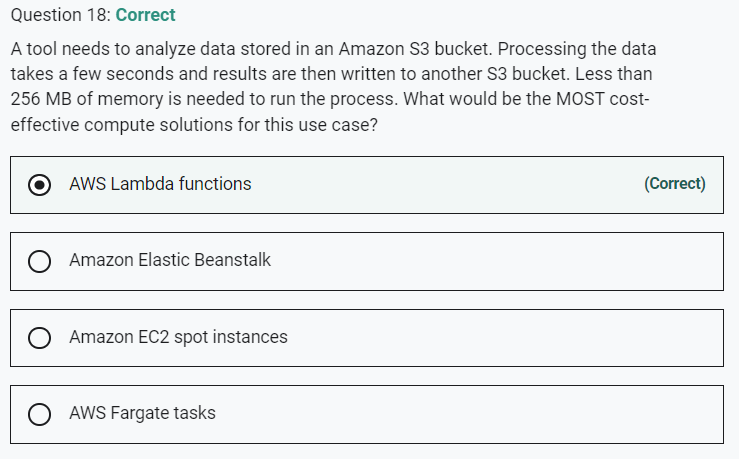 Question 18: Correct
A tool needs to analyze data stored in an Amazon S3 bucket. Processing the data
takes a few seconds and results are then written to another S3 bucket. Less than
256 MB of memory is needed to run the process. What would be the MOST cost-
effective compute solutions for this use case?
AWS Lambda functions (Correct)
Amazon Elastic Beanstalk
Amazon EC2 spot instances
AWS Fargate tasks